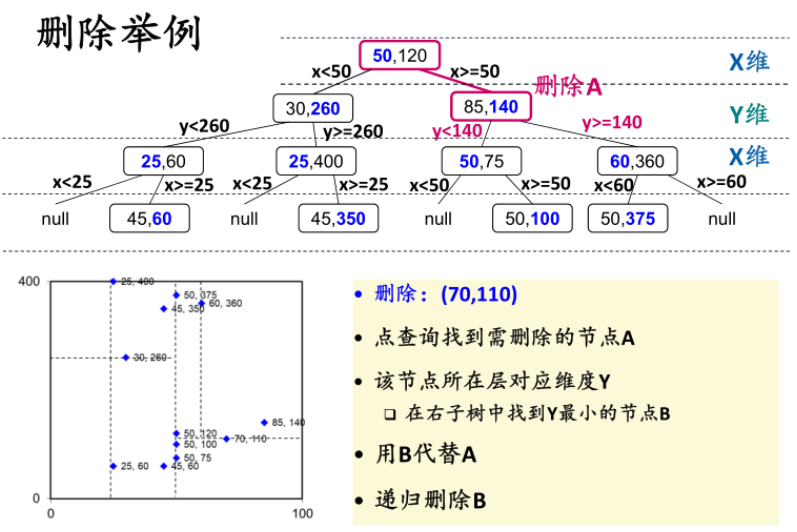 删除举例
50,120
X维
x<50
x>=50
删除A
30,260
85,140
Y维
y<260
y>=260
y<140
y>=140
25,60
25,400
50,75
60,360
X维
x<25
x>=25
x<25
x>=25
x<50
x>=50
x<60
x>=60
null
45,60
null
45,350
null
50,100
50,375
null
400
25, 400
50, 375
60, 360
45, 350
30, 260
85, 140
50, 120
70, 110
50, 100
50, 75
25, 60
45, 60
0
0
100
• 删除：(70,110)
• 点查询找到需删除的节点A
• 该节点所在层对应维度Y
❑ 在右子树中找到Y最小的节点B
• 用B代替A
• 递归删除B